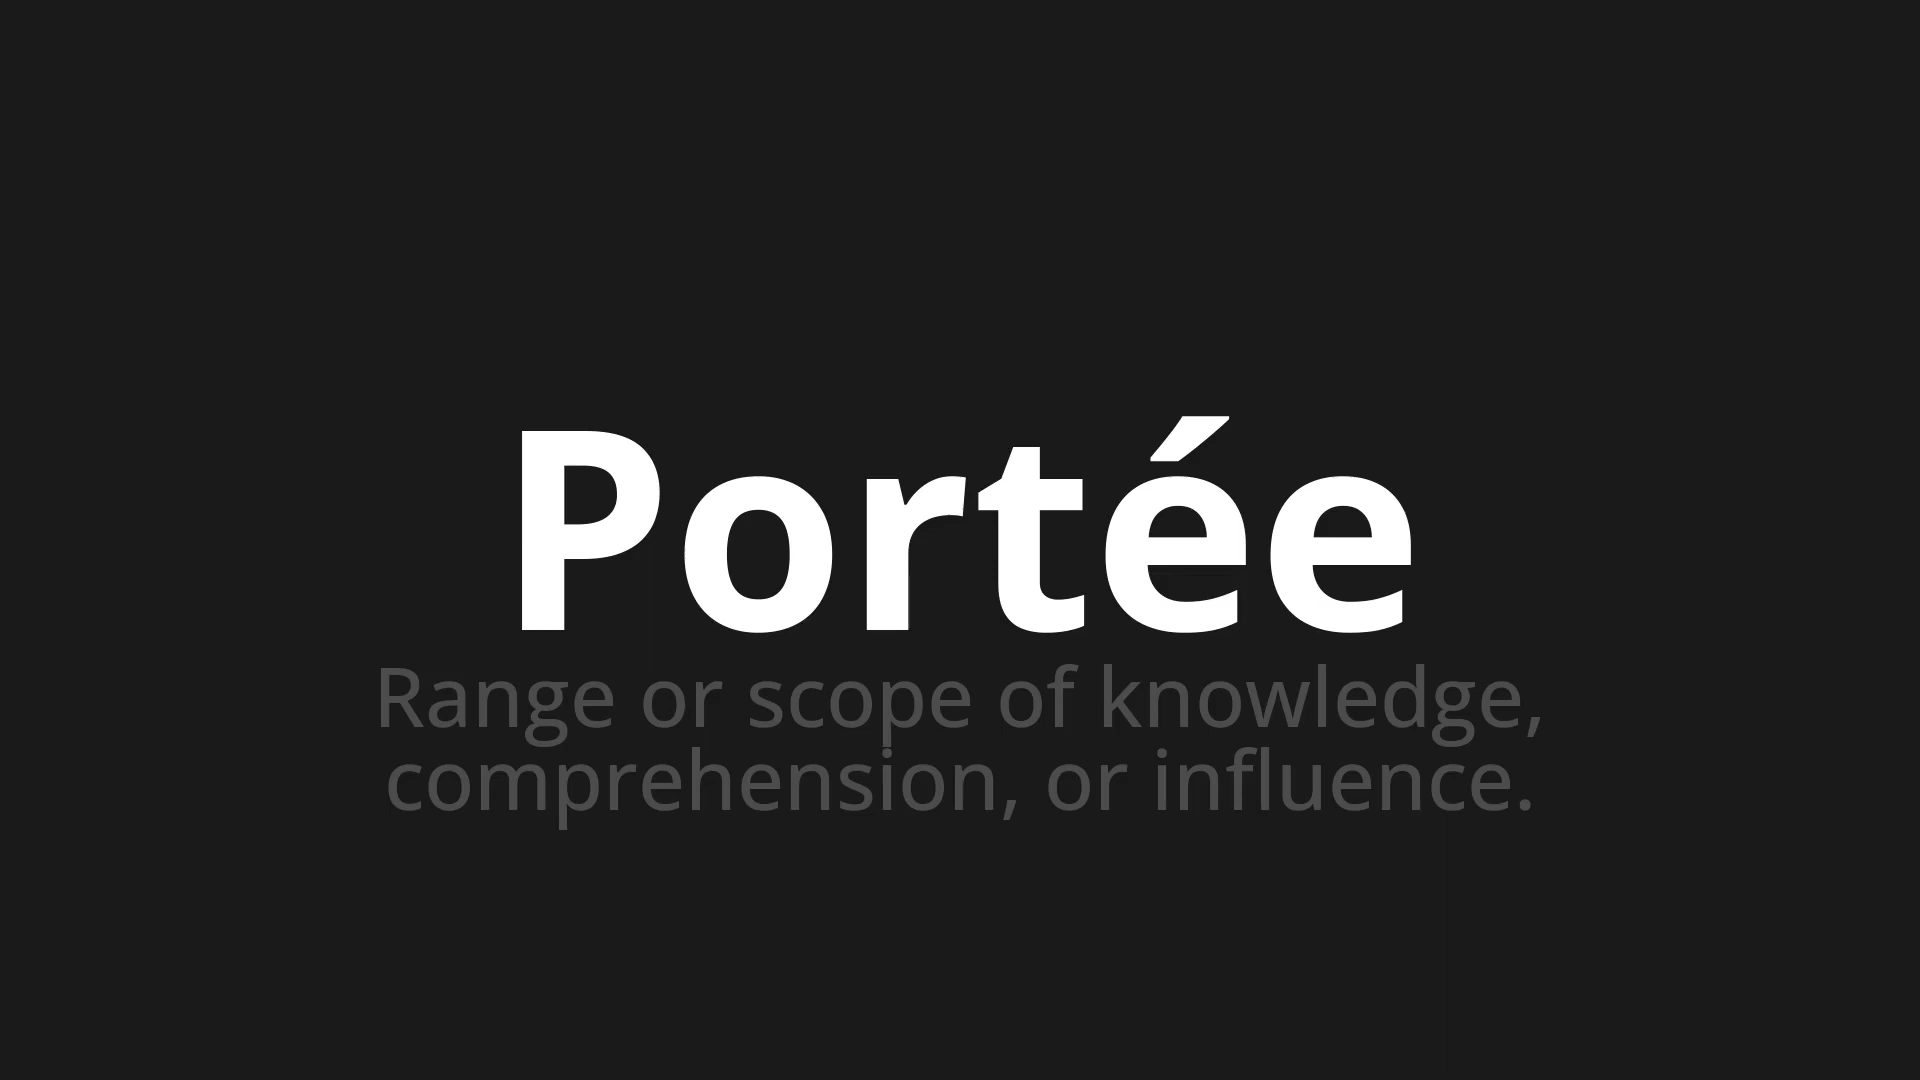 Portée
Range or scope of knowledge,
comprehension, or influence.